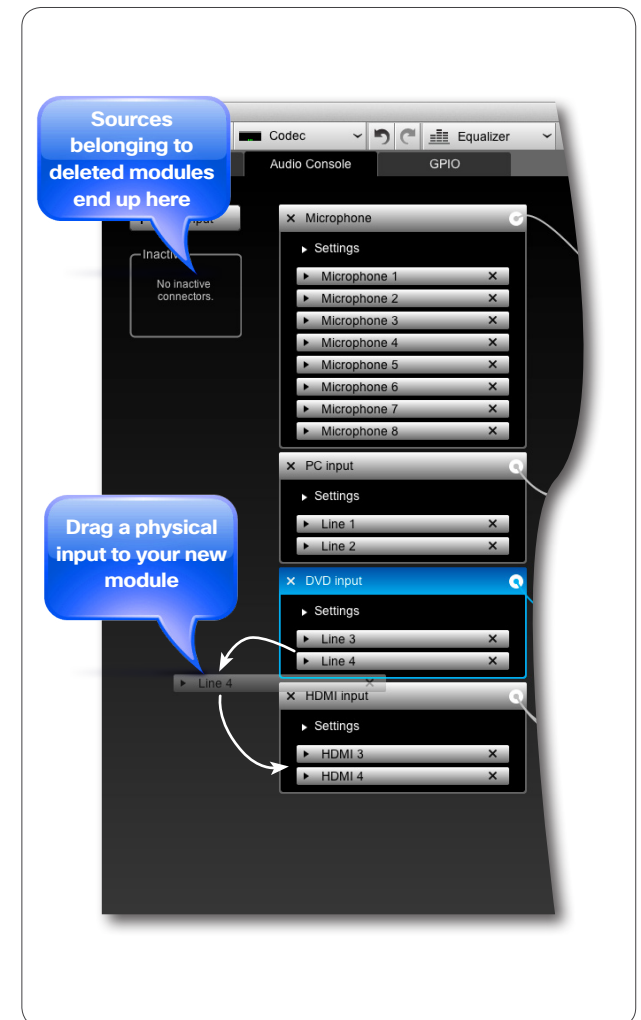 Sources
belonging to
deleted modules
end up here
Codec
Equalizer
Audio Console
GPIO
Inactive
No inactive
connectors.
× Microphone
Settings
Microphone 1 ×
Microphone 2 ×
Microphone 3 ×
Microphone 4 ×
Microphone 5 ×
Microphone 6 ×
Microphone 7 ×
Microphone 8 ×
× PC input
Settings
Line 1 ×
Line 2 ×
Drag a physical
input to your new
module
× DVD input
Settings
Line 3 ×
Line 4 ×
Line 4 ×
× HDMI input
Settings
HDMI 3 ×
HDMI 4 ×